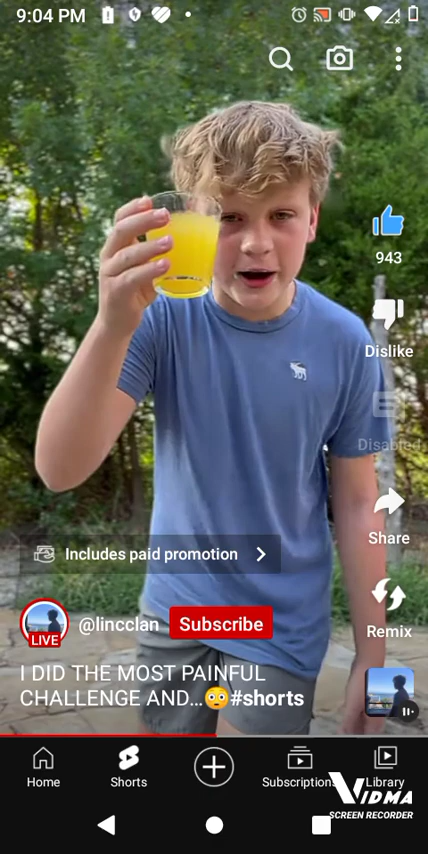 9:04 PM
943
Dislike
Disabled
Share
Includes paid promotion
Remix
LIVE
@lincclan
Subscribe
I DID THE MOST PAINFUL
CHALLENGE AND...😳#shorts
Home
Shorts
Subscriptions
Library
VIDMA
SCREEN RECORDER